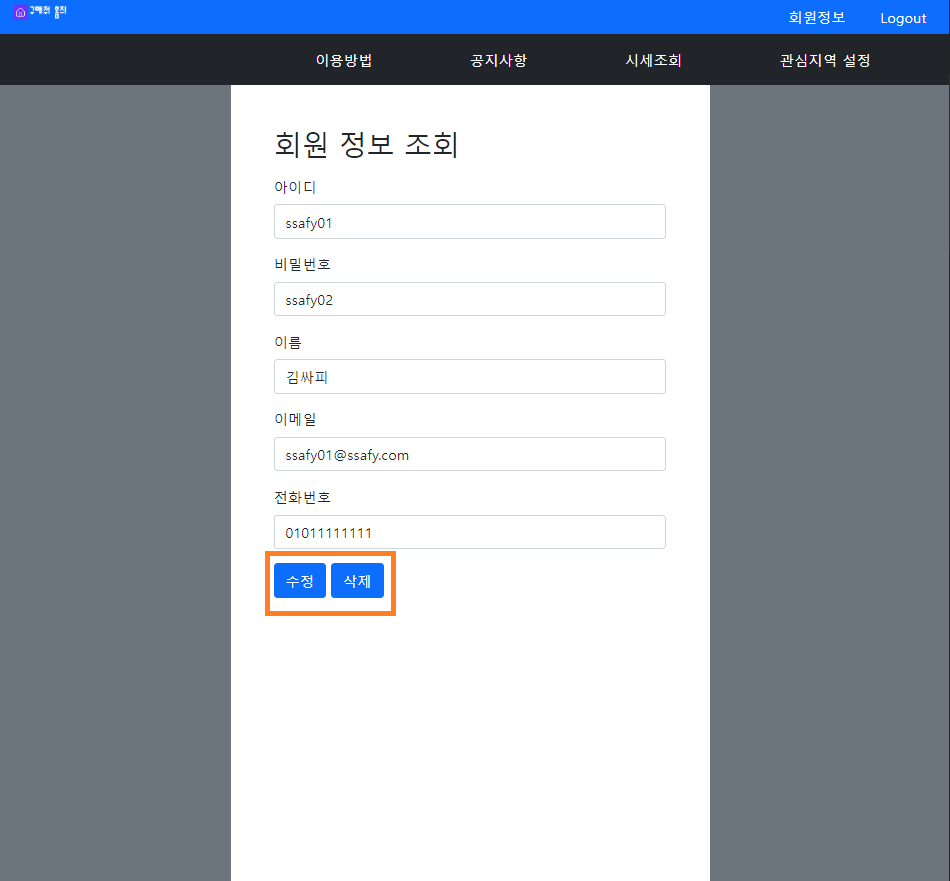 회원정보 Logout
이용방법 공지사항 시세조회 관심지역 설정
회원 정보 조회
아이디
ssafy01
비밀번호
ssafy02
이름
김싸피
이메일
ssafy01@ssafy.com
전화번호
01011111111
수정 삭제